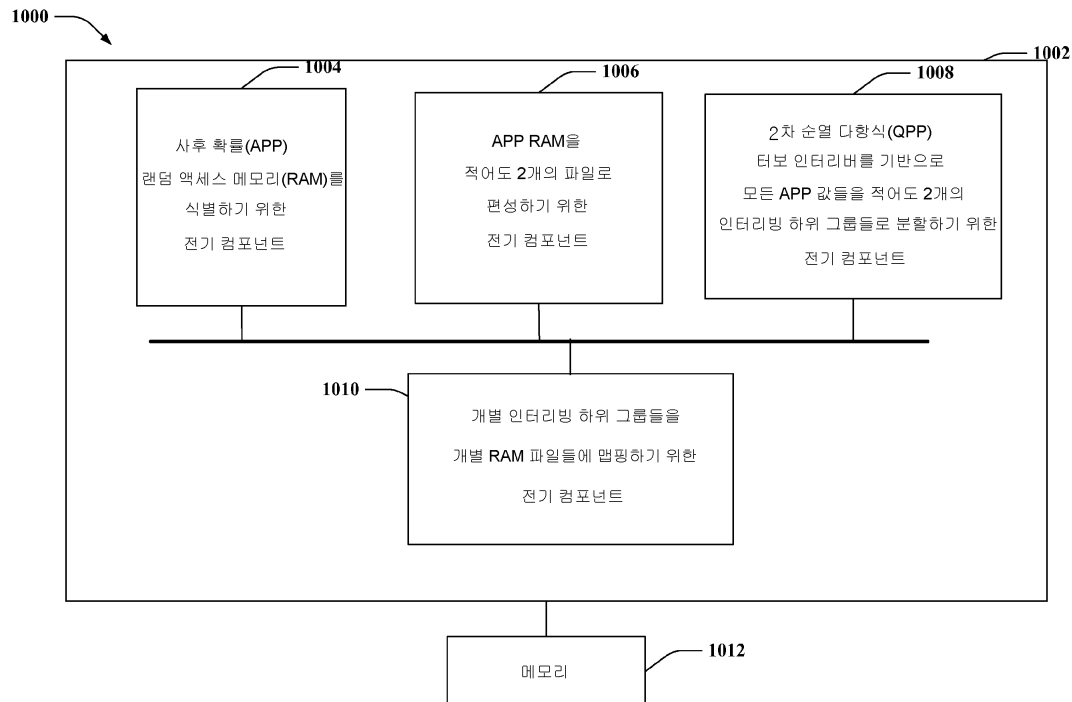 1000
1002
1004
1006
1008
사후 확률(APP)
랜덤 액세스 메모리(RAM)를
식별하기 위한
전기 컴포넌트
APP RAM을
적어도 2개의 파일로
편성하기 위한
전기 컴포넌트
2차 순열 다항식(QPP)
터보 인터리버를 기반으로
모든 APP 값들을 적어도 2개의
인터리빙 하위 그룹들로 분할하기 위한
전기 컴포넌트
1010
개별 인터리빙 하위 그룹들을
개별 RAM 파일들에 맵핑하기 위한
전기 컴포넌트
메모리
1012